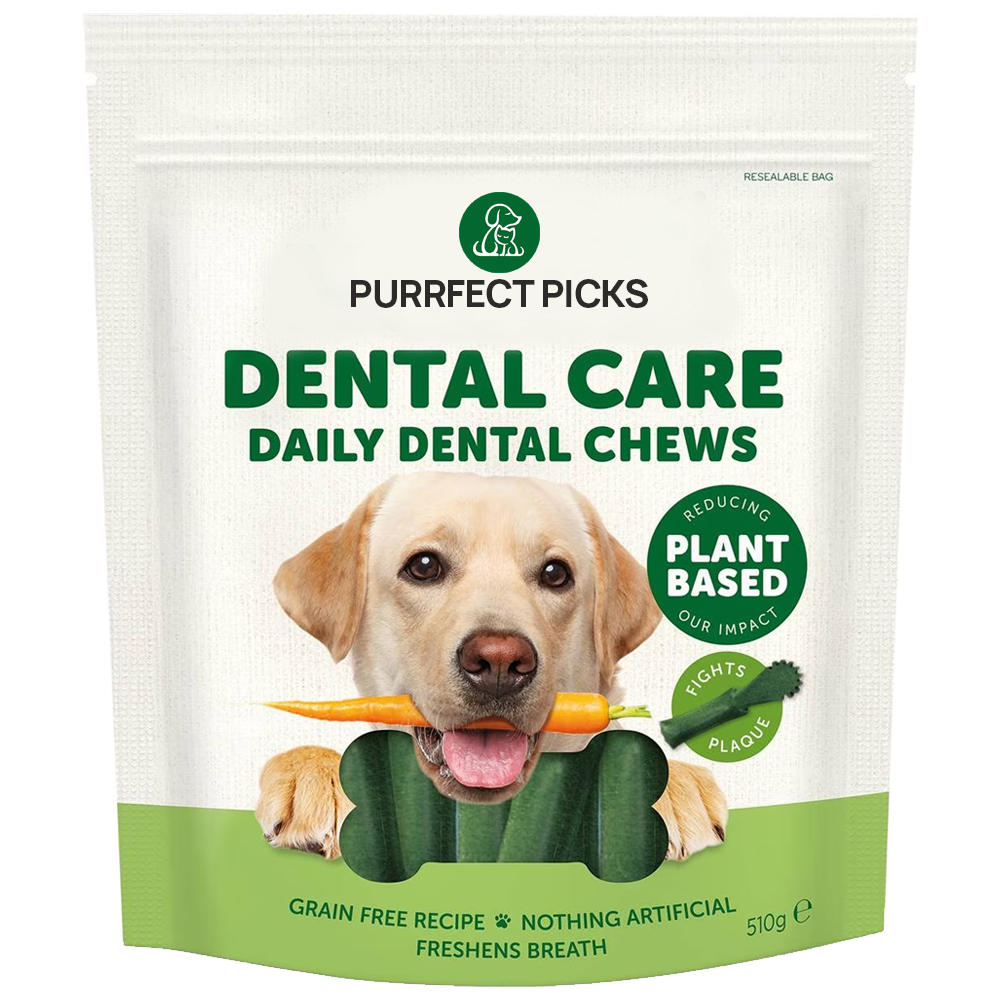 RESEALABLE BAG
PURRFECT PICKS
DENTAL CARE
DAILY DENTAL CHEWS
REDUCING
PLANT
BASED
OUR IMPACT
FIGHTS
PLAQUE
GRAIN FREE RECIPE NOTHING ARTIFICIAL
FRESHENS BREATH
510g ℮